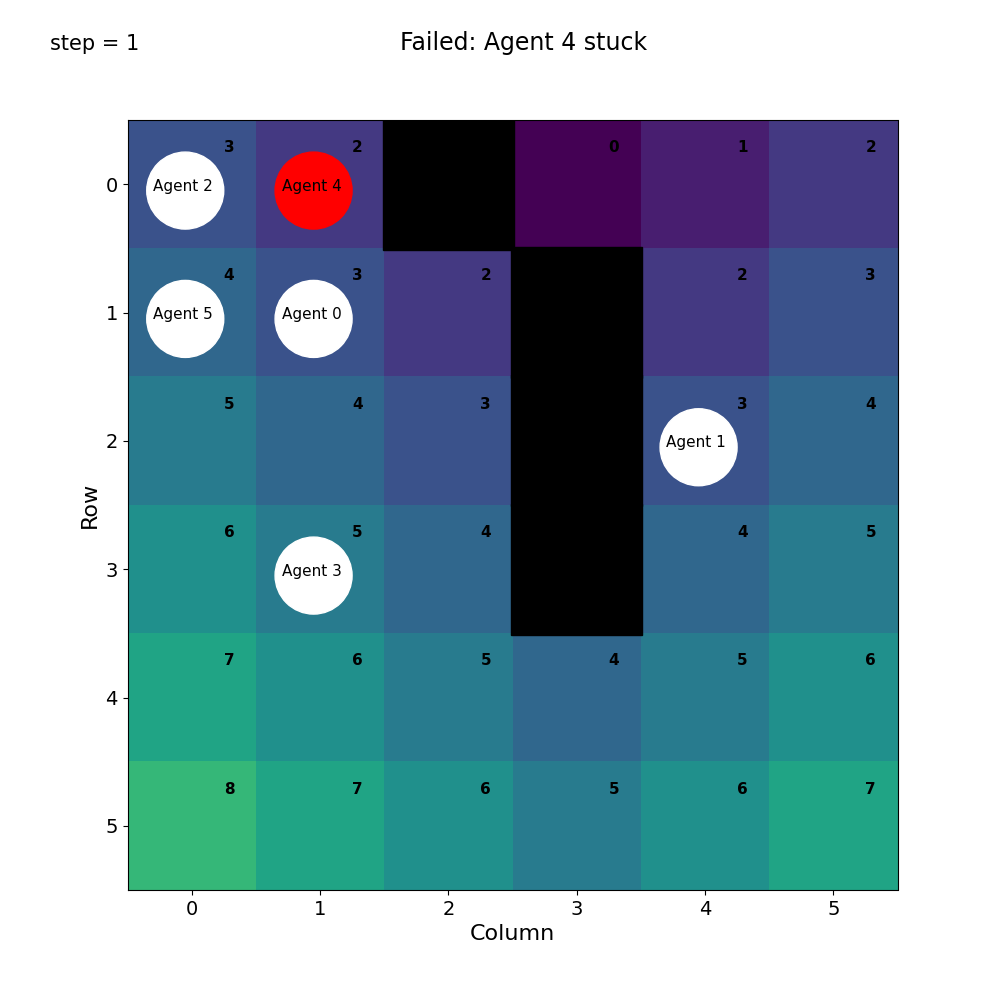 step = 1
Failed: Agent 4 stuck
3 2 0 1 2
0 Agent 2 Agent 4
4 3 2 2 3
1 Agent 5 Agent 0
5 4 3 3 4
2 Agent 1
6 5 4 4 5
3 Agent 3
7 6 5 4 5 6
4
8 7 6 5 6 7
5
0 1 2 3 4 5
Row
Column